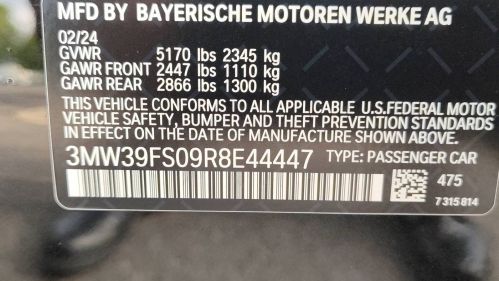 MFD BY BAYERISCHE MOTOREN WERKE AG
02/24
GVWR 5170 lbs 2345 kg
GAWR FRONT 2447 lbs 1110 kg
GAWR REAR 2866 lbs 1300 kg
THIS VEHICLE CONFORMS TO ALL APPLICABLE U.S.FEDERAL MOTOR
VEHICLE SAFETY, BUMPER AND THEFT PREVENTION STANDARDS
IN EFFECT ON THE DATE OF MANUFACTURE SHOWN ABOVE.
3MW39FS09R8E44447 TYPE: PASSENGER CAR
475
7 315 814